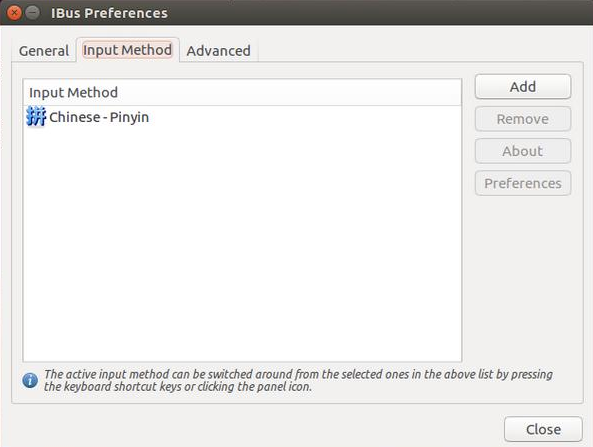 IBus Preferences
General Input Method Advanced
Input Method
拼 Chinese - Pinyin
Add
Remove
About
Preferences
The active input method can be switched around from the selected ones in the above list by pressing
the keyboard shortcut keys or clicking the panel icon.
Close